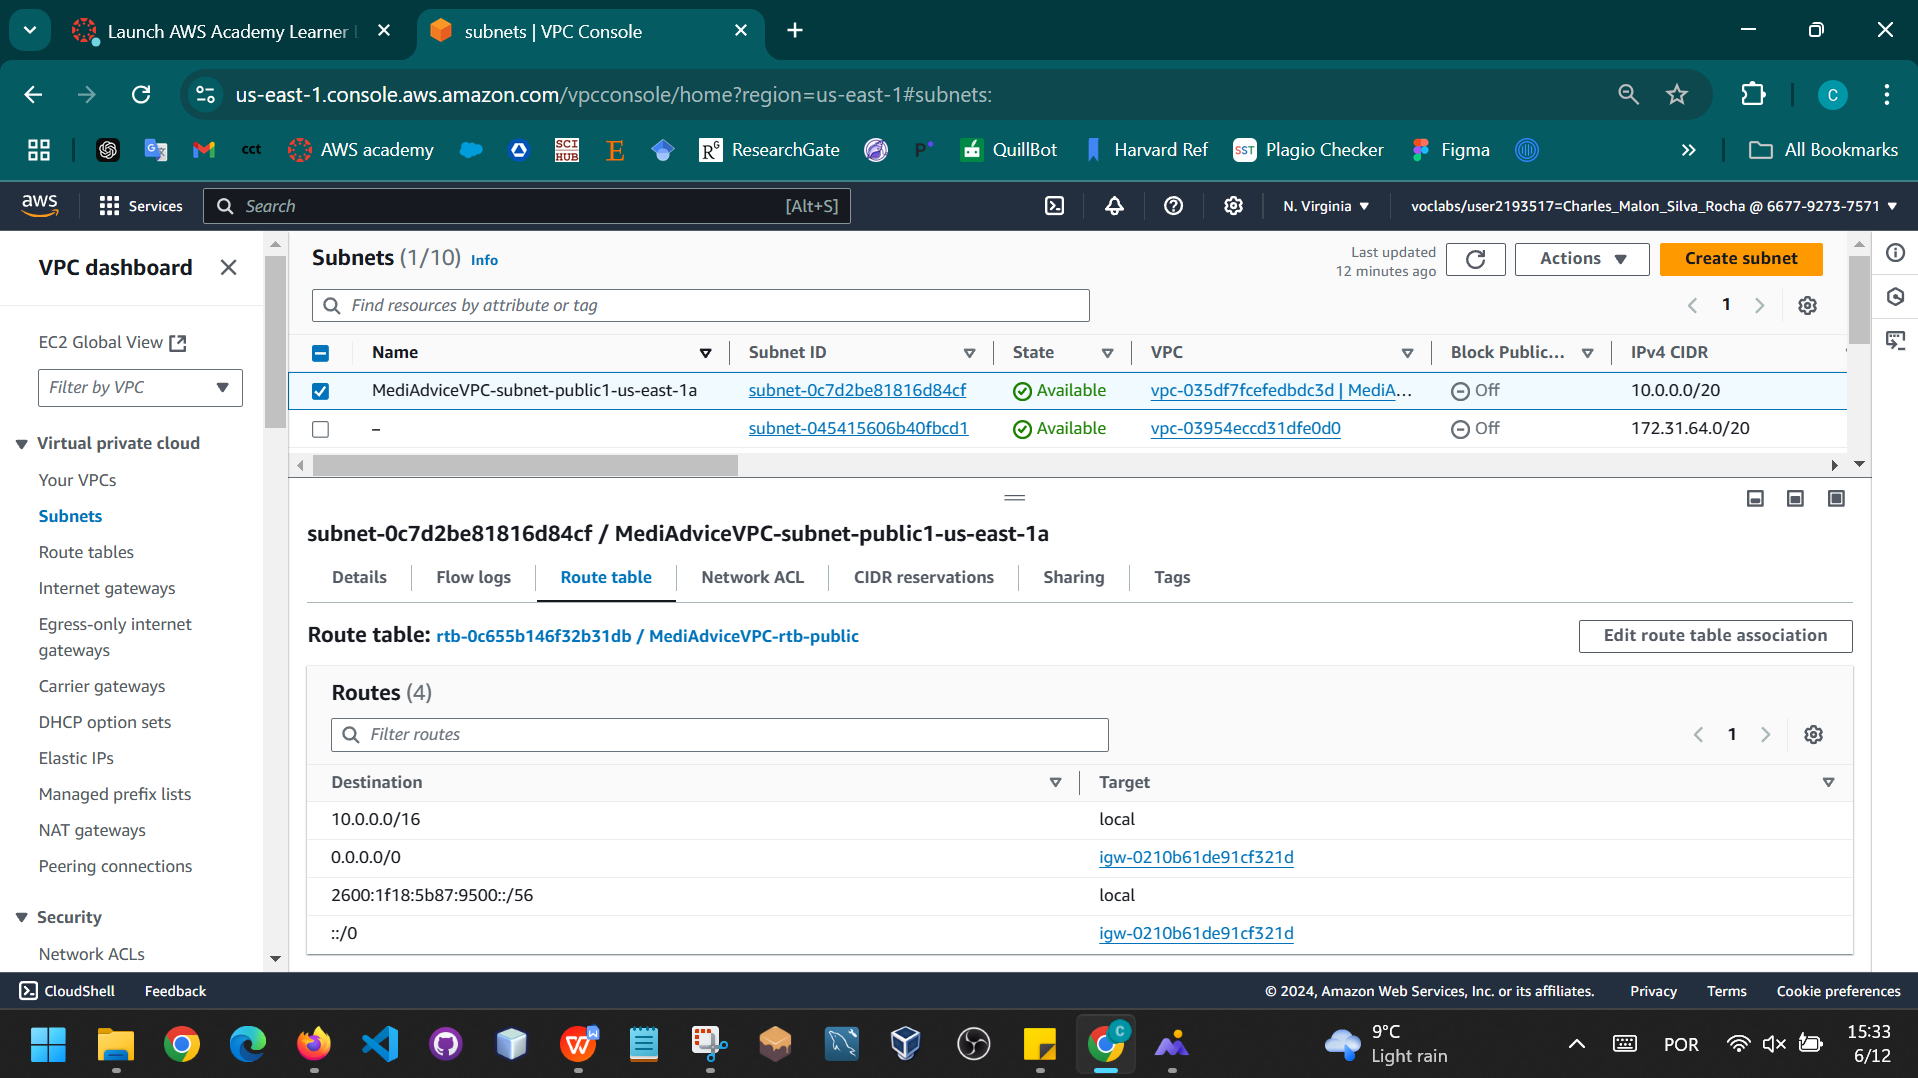 Launch AWS Academy Learner L
subnets | VPC Console
us-east-1.console.aws.amazon.com/vpcconsole/home?region=us-east-1#subnets:
C
cct
AWS academy
SCI
HUB
E
RG
ResearchGate
P
QuillBot
Harvard Ref
SST
Plagio Checker
Figma
All Bookmarks
aws
Services
Search
[Alt+S]
N. Virginia
voclabs/user2193517=Charles_Malon_Silva_Rocha @ 6677-9273-7571
VPC dashboard
EC2 Global View
Filter by VPC
Virtual private cloud
Your VPCs
Subnets
Route tables
Internet gateways
Egress-only internet
gateways
Carrier gateways
DHCP option sets
Elastic IPs
Managed prefix lists
NAT gateways
Peering connections
Security
Network ACLs
Subnets (1/10) Info
Last updated
12 minutes ago
Actions
Create subnet
Find resources by attribute or tag
1
Name Subnet ID State VPC Block Public... IPv4 CIDR
MediAdviceVPC-subnet-public1-us-east-1a subnet-0c7d2be81816d84cf Available vpc-035df7fcefedbdc3d | MediA... Off 10.0.0.0/20
– subnet-045415606b40fbcd1 Available vpc-03954eccd31dfe0d0 Off 172.31.64.0/20
subnet-0c7d2be81816d84cf / MediAdviceVPC-subnet-public1-us-east-1a
Details Flow logs Route table Network ACL CIDR reservations Sharing Tags
Route table: rtb-0c655b146f32b31db / MediAdviceVPC-rtb-public
Edit route table association
Routes (4)
Filter routes
1
Destination Target
10.0.0.0/16 local
0.0.0.0/0 igw-0210b61de91cf321d
2600:1f18:5b87:9500::/56 local
::/0 igw-0210b61de91cf321d
CloudShell Feedback
© 2024, Amazon Web Services, Inc. or its affiliates. Privacy Terms Cookie preferences
9°C
Light rain
POR
15:33
6/12